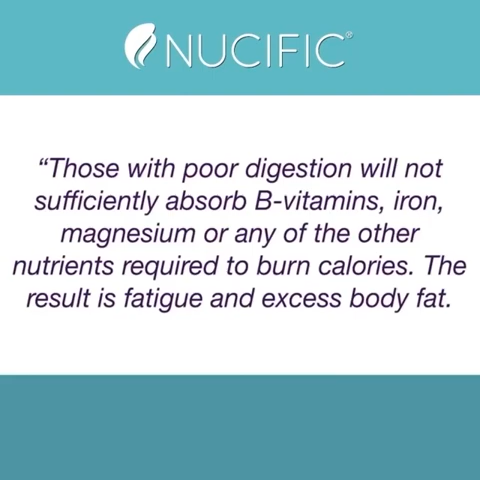 NUCIFIC®
“Those with poor digestion will not
sufficiently absorb B-vitamins, iron,
magnesium or any of the other
nutrients required to burn calories. The
result is fatigue and excess body fat.